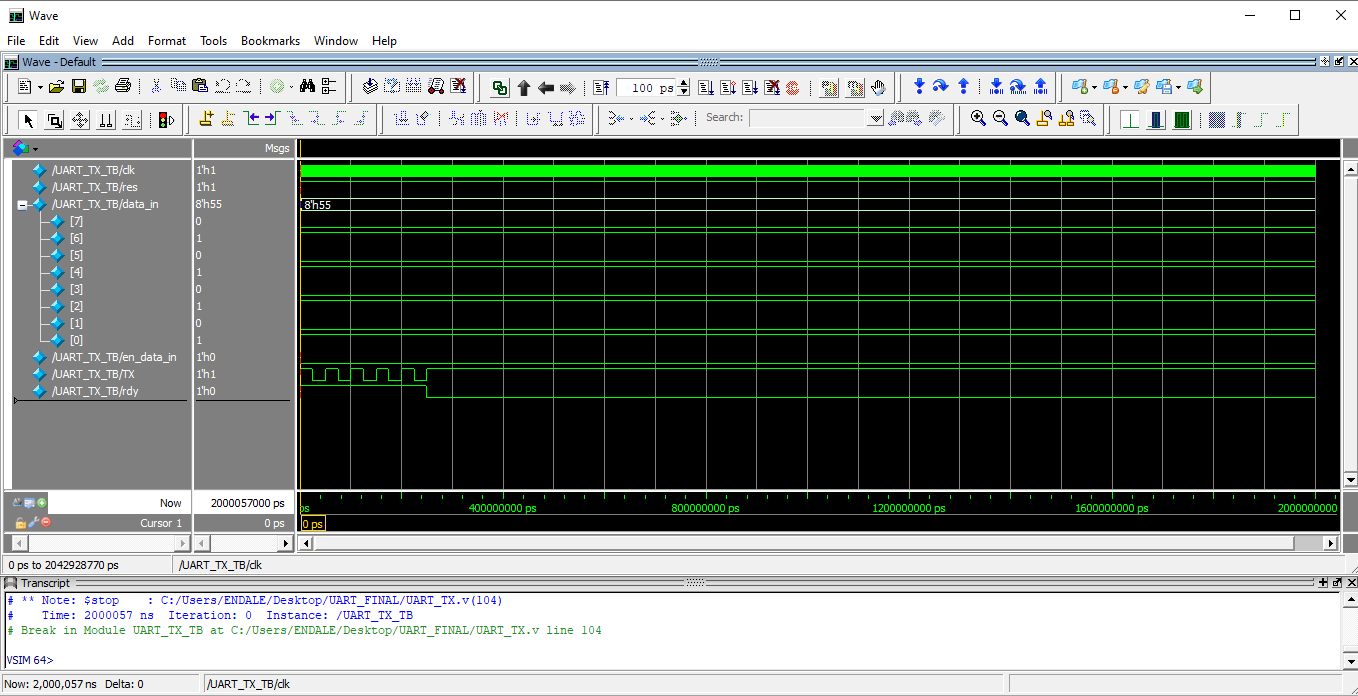 Wave
File Edit View Add Format Tools Bookmarks Window Help
Wave - Default
100 ps
Search:
Msgs
/UART_TX_TB/clk 1'h1
/UART_TX_TB/res 1'h1
/UART_TX_TB/data_in 8'h55 8'h55
[7] 0
[6] 1
[5] 0
[4] 1
[3] 0
[2] 1
[1] 0
[0] 1
/UART_TX_TB/en_data_in 1'h0
/UART_TX_TB/TX 1'h1
/UART_TX_TB/rdy 1'h0
Now 2000057000 ps ps 400000000 ps 800000000 ps 1200000000 ps 1600000000 ps 2000000000
Cursor 1 0 ps 0 ps
0 ps to 2042928770 ps /UART_TX_TB/clk
Transcript
# ** Note: $stop : C:/Users/ENDALE/Desktop/UART_FINAL/UART_TX.v(104)
# Time: 2000057 ns Iteration: 0 Instance: /UART_TX_TB
# Break in Module UART_TX_TB at C:/Users/ENDALE/Desktop/UART_FINAL/UART_TX.v line 104
VSIM 64>
Now: 2,000,057 ns Delta: 0 /UART_TX_TB/clk